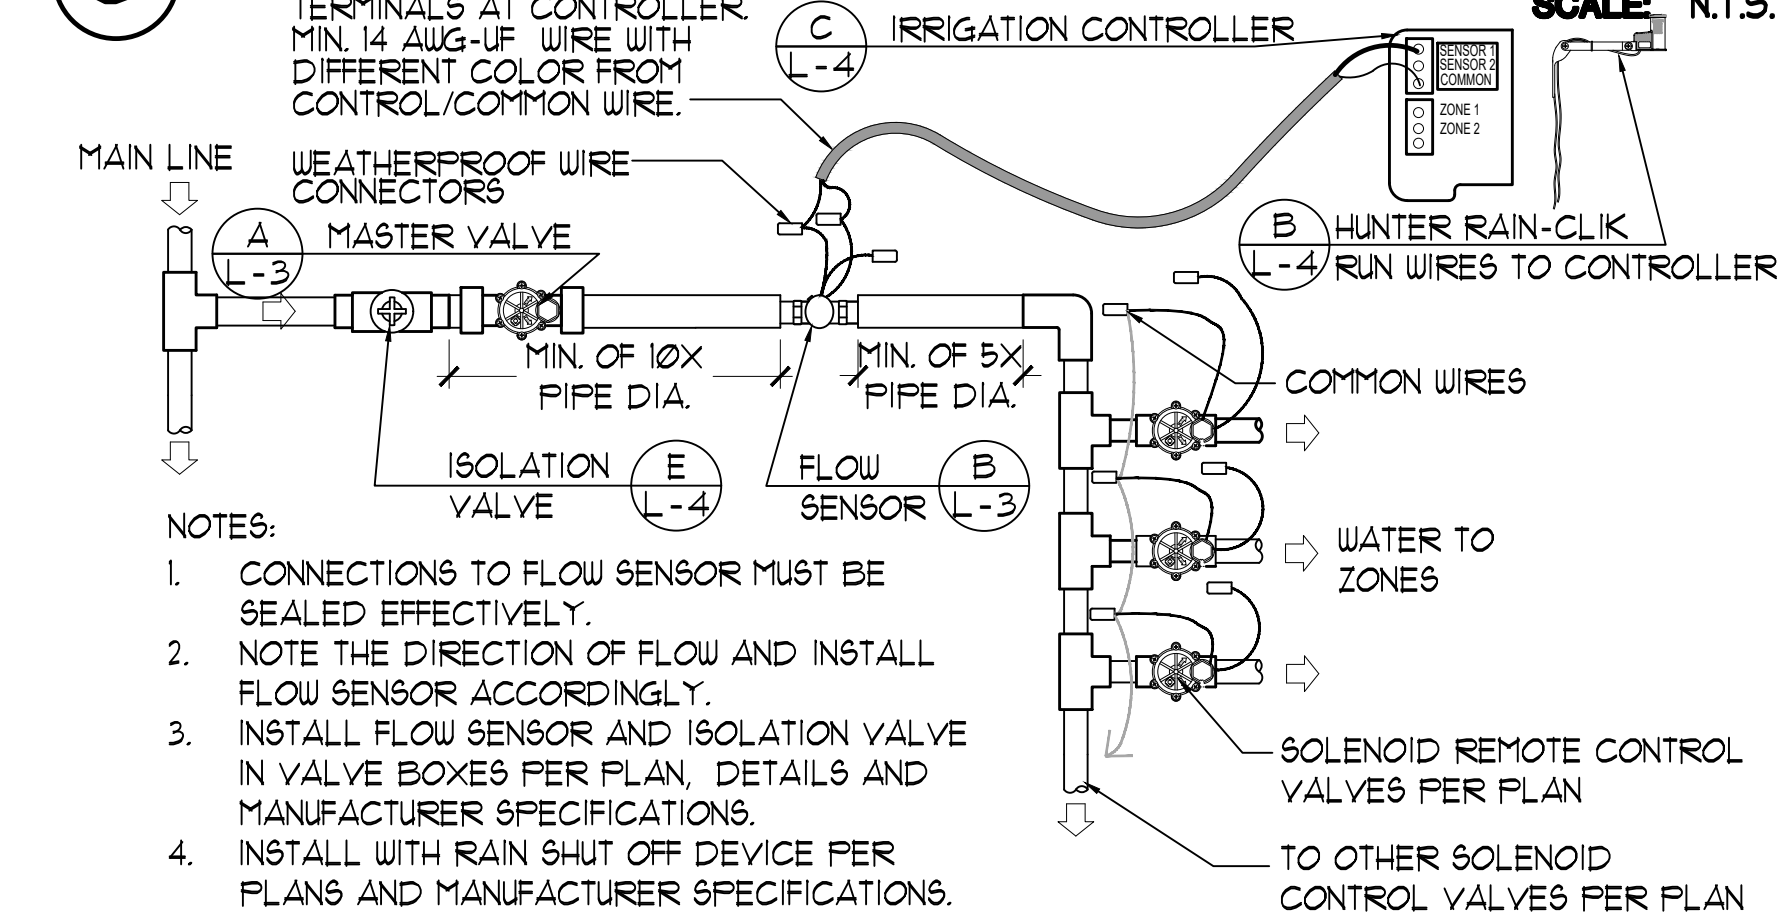 TERMINALS AT CONTROLLER.
MIN. 14 AWG-UF WIRE WITH
DIFFERENT COLOR FROM
CONTROL/COMMON WIRE.
C
L-4
IRRIGATION CONTROLLER
SCALE: N.T.S.
SENSOR 1
SENSOR 2
COMMON
ZONE 1
ZONE 2
MAIN LINE
WEATHERPROOF WIRE
CONNECTORS
A
L-3
MASTER VALVE
B
L-4
HUNTER RAIN-CLIK
RUN WIRES TO CONTROLLER
MIN. OF 10X
PIPE DIA.
MIN. OF 5X
PIPE DIA.
COMMON WIRES
ISOLATION
VALVE
E
L-4
FLOW
SENSOR
B
L-3
WATER TO
ZONES
NOTES:
1. CONNECTIONS TO FLOW SENSOR MUST BE
SEALED EFFECTIVELY.
2. NOTE THE DIRECTION OF FLOW AND INSTALL
FLOW SENSOR ACCORDINGLY.
3. INSTALL FLOW SENSOR AND ISOLATION VALVE
IN VALVE BOXES PER PLAN, DETAILS AND
MANUFACTURER SPECIFICATIONS.
4. INSTALL WITH RAIN SHUT OFF DEVICE PER
PLANS AND MANUFACTURER SPECIFICATIONS.
SOLENOID REMOTE CONTROL
VALVES PER PLAN
TO OTHER SOLENOID
CONTROL VALVES PER PLAN